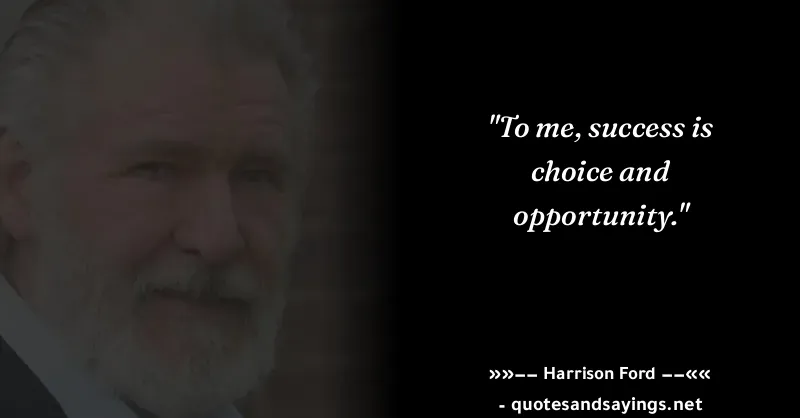 "To me, success is
choice and
opportunity."
»»−− Harrison Ford −−««
- quotesandsayings.net